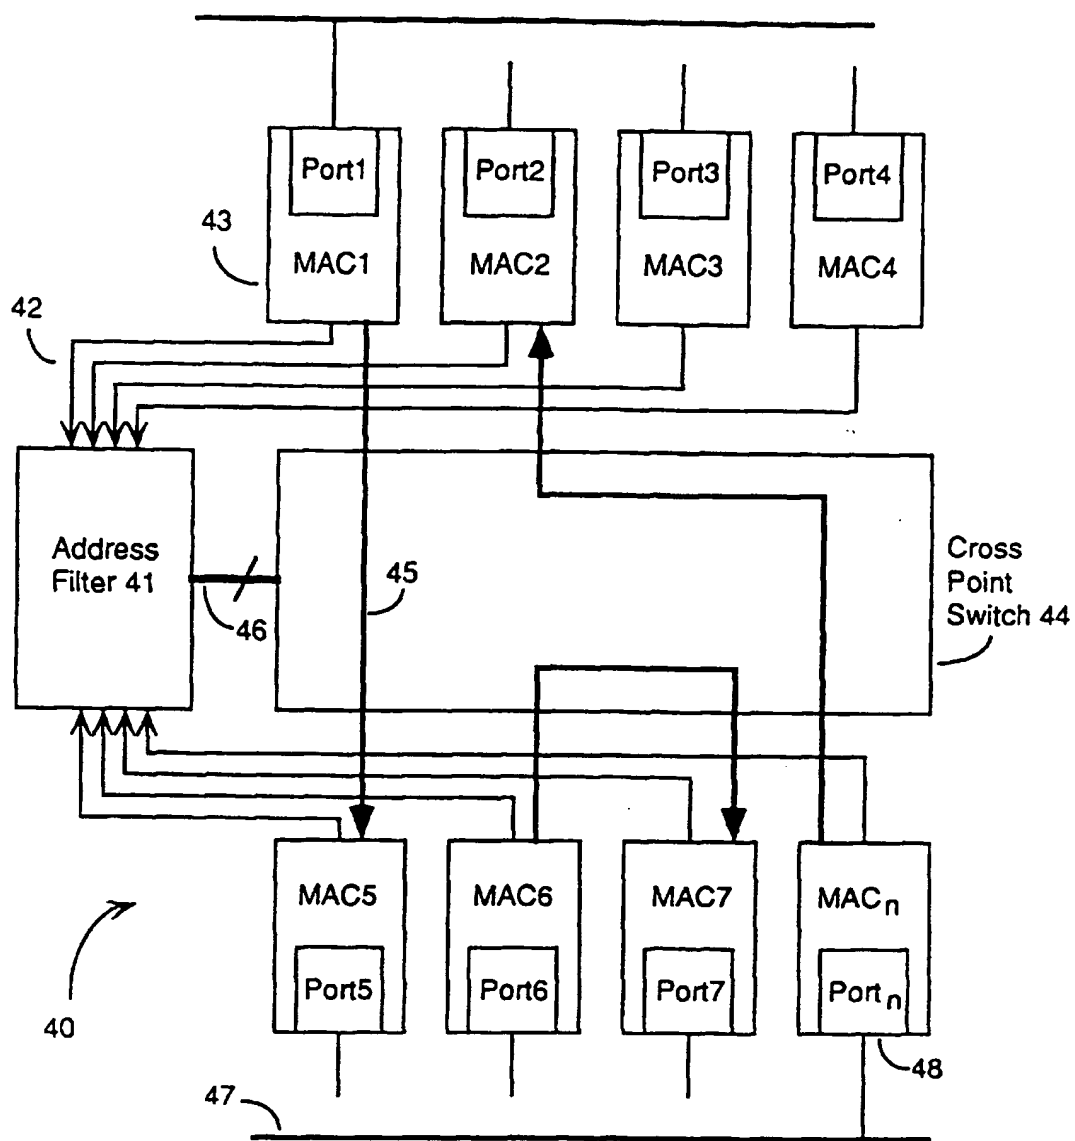 Port1
Port2
Port3
Port4
43
MAC1
MAC2
MAC3
MAC4
42
Address
Filter 41
46
45
Cross
Point
Switch 44
MAC5
MAC6
MAC7
MACn
Port5
Port6
Port7
Portn
40
48
47